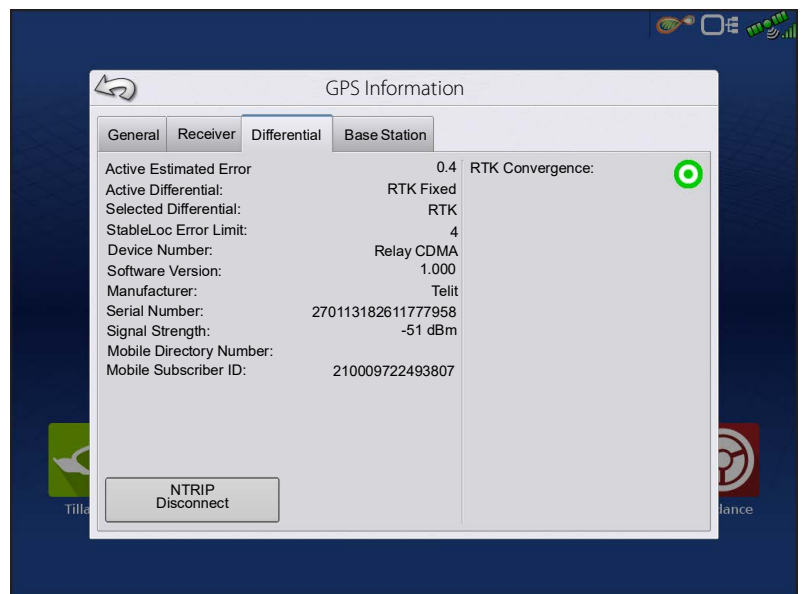 GPS Information
General Receiver Differential Base Station
Active Estimated Error 0.4 RTK Convergence:
Active Differential: RTK Fixed
Selected Differential: RTK
StableLoc Error Limit: 4
Device Number: Relay CDMA
Software Version: 1.000
Manufacturer: Telit
Serial Number: 270113182611777958
Signal Strength: -51 dBm
Mobile Directory Number:
Mobile Subscriber ID: 210009722493807
NTRIP
Disconnect
Tilla
dance